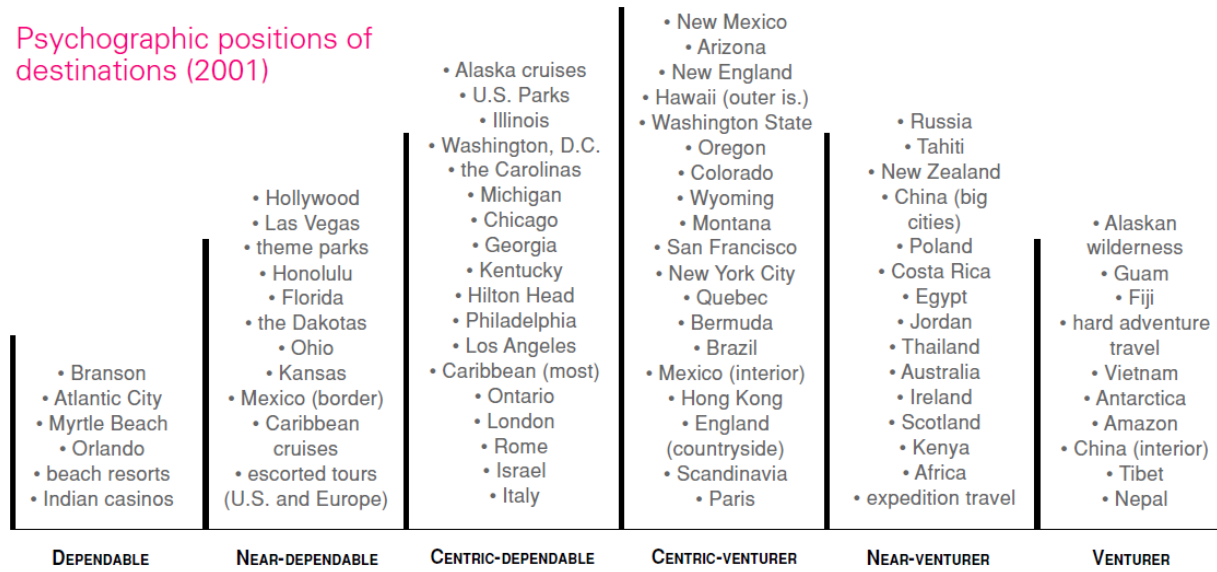 Psychographic positions of
destinations (2001)
• Branson
• Atlantic City
• Myrtle Beach
• Orlando
• beach resorts
• Indian casinos
DEPENDABLE
• Hollywood
• Las Vegas
• theme parks
• Honolulu
• Florida
• the Dakotas
• Ohio
• Kansas
• Mexico (border)
• Caribbean
cruises
• escorted tours
(U.S. and Europe)
NEAR-DEPENDABLE
• Alaska cruises
• U.S. Parks
• Illinois
• Washington, D.C.
• the Carolinas
• Michigan
• Chicago
• Georgia
• Kentucky
• Hilton Head
• Philadelphia
• Los Angeles
• Caribbean (most)
• Ontario
• London
• Rome
• Israel
• Italy
CENTRIC-DEPENDABLE
• New Mexico
• Arizona
• New England
• Hawaii (outer is.)
• Washington State
• Oregon
• Colorado
• Wyoming
• Montana
• San Francisco
• New York City
• Quebec
• Bermuda
• Brazil
• Mexico (interior)
• Hong Kong
• England
(countryside)
• Scandinavia
• Paris
CENTRIC-VENTURER
• Russia
• Tahiti
• New Zealand
• China (big
cities)
• Poland
• Costa Rica
• Egypt
• Jordan
• Thailand
• Australia
• Ireland
• Scotland
• Kenya
• Africa
• expedition travel
NEAR-VENTURER
• Alaskan
wilderness
• Guam
• Fiji
• hard adventure
travel
• Vietnam
• Antarctica
• Amazon
• China (interior)
• Tibet
• Nepal
VENTURER